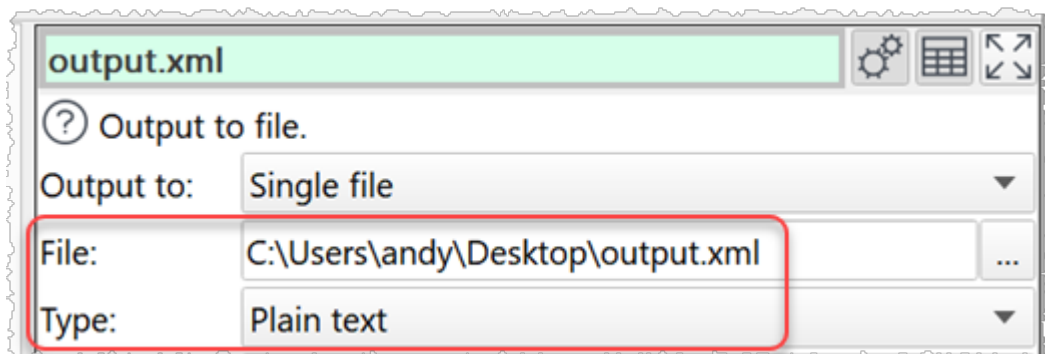 output.xml
Output to file.
Output to: Single file
File: C:\Users\andy\Desktop\output.xml ...
Type: Plain text